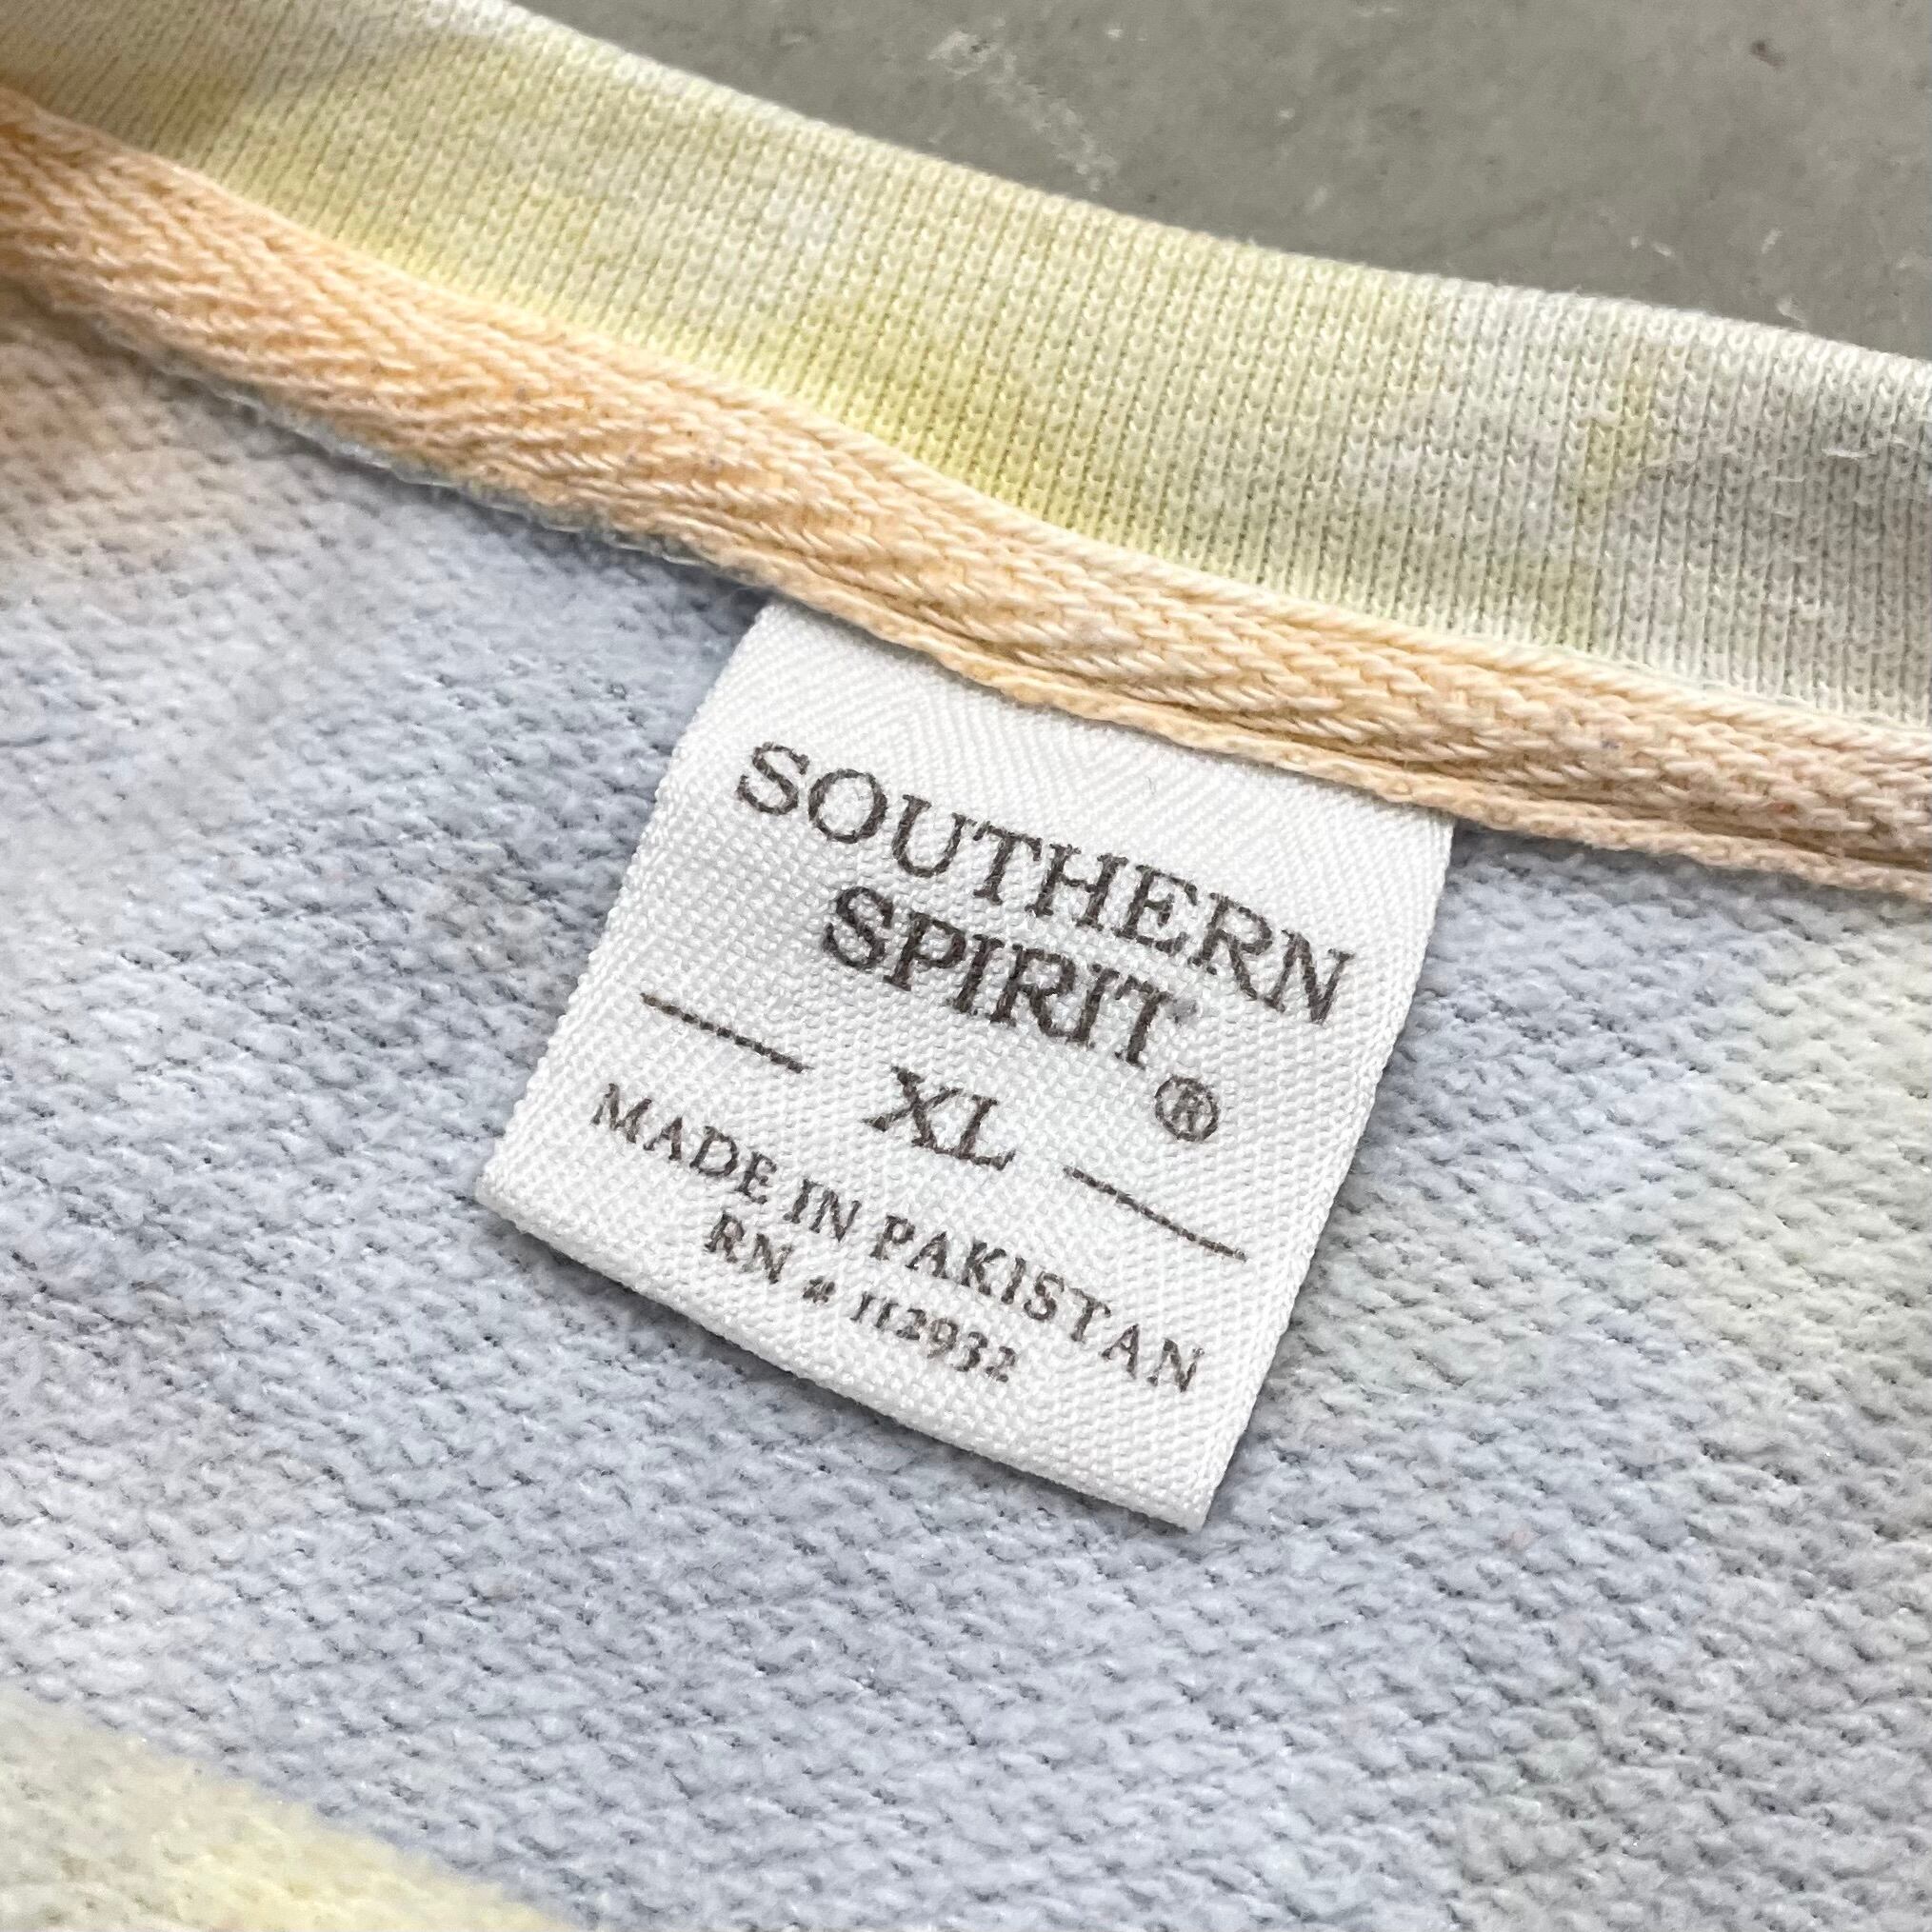 SOUTHERN
SPIRIT®
XL
MADE IN PAKISTAN
RN # 112932